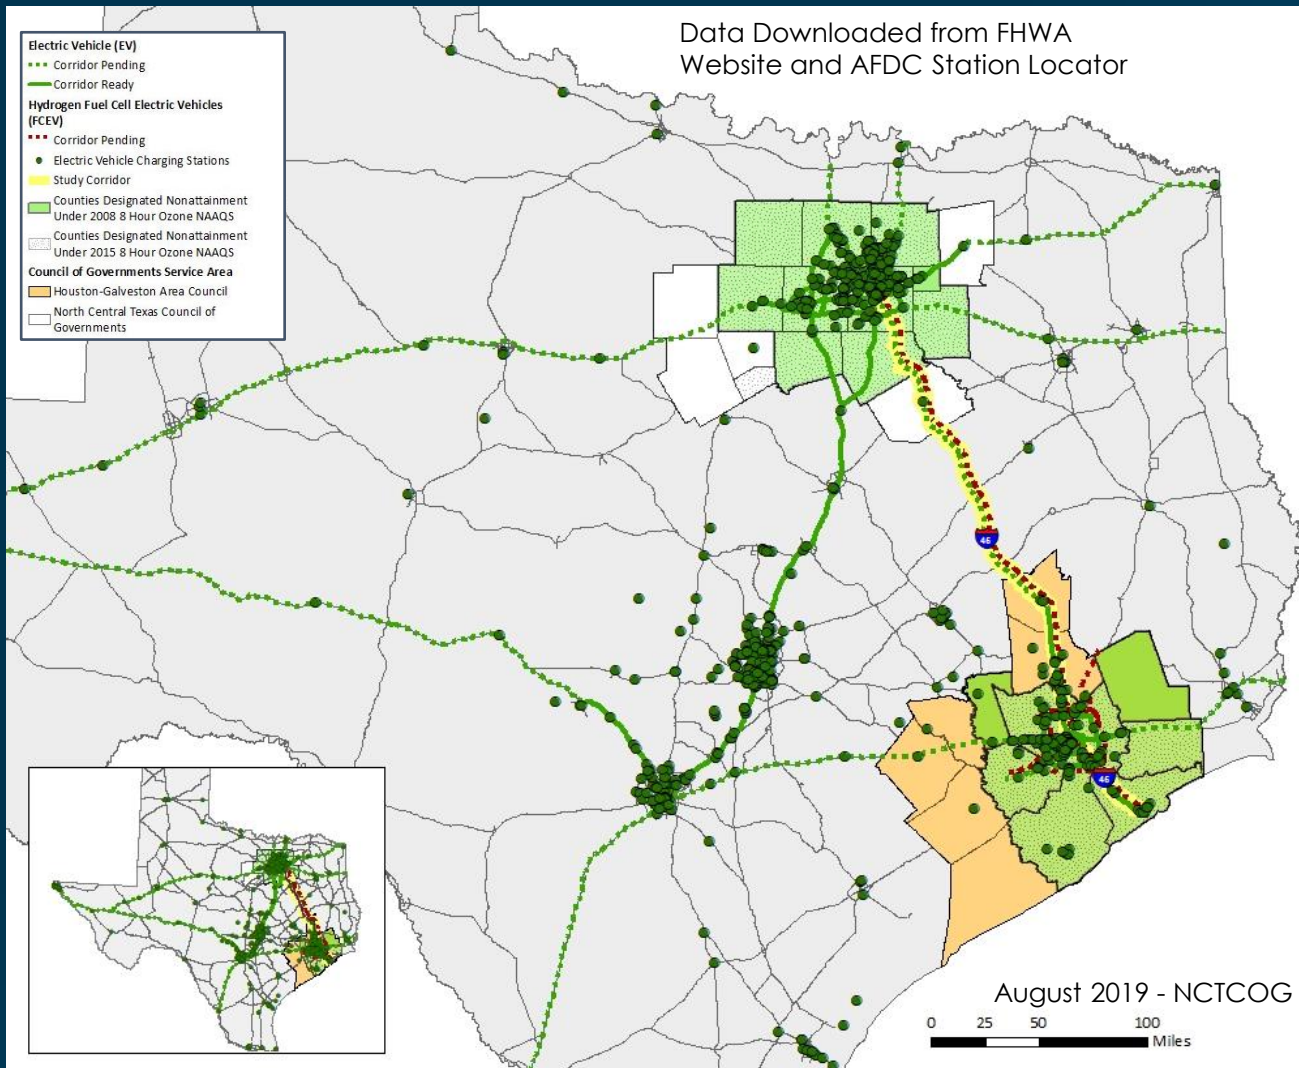 Data Downloaded from FHWA
Website and AFDC Station Locator
Electric Vehicle (EV)
Corridor Pending
Corridor Ready
Hydrogen Fuel Cell Electric Vehicles
(FCEV)
Corridor Pending
Electric Vehicle Charging Stations
Study Corridor
Counties Designated Nonattainment
Under 2008 8 Hour Ozone NAAQS
Counties Designated Nonattainment
Under 2015 8 Hour Ozone NAAQS
Council of Governments Service Area
Houston-Galveston Area Council
North Central Texas Council of
Governments
46
46
August 2019 - NCTCOG
0 25 50 100
Miles